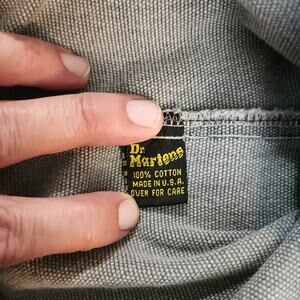 Dr.
Martens
100% COTTON
MADE IN U.S.A.
OVER FOR CARE